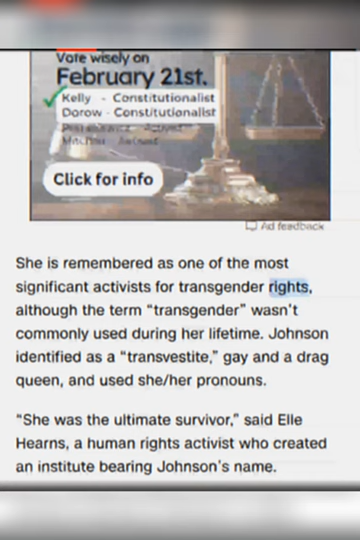 Vote wisely on
February 21st.
Kelly - Constitutionalist
Dorow - Constitutionalist
Click for info
Ad feedback
She is remembered as one of the most
significant activists for transgender rights,
although the term “transgender” wasn’t
commonly used during her lifetime. Johnson
identified as a “transvestite,” gay and a drag
queen, and used she/her pronouns.
“She was the ultimate survivor,” said Elle
Hearns, a human rights activist who created
an institute bearing Johnson’s name.